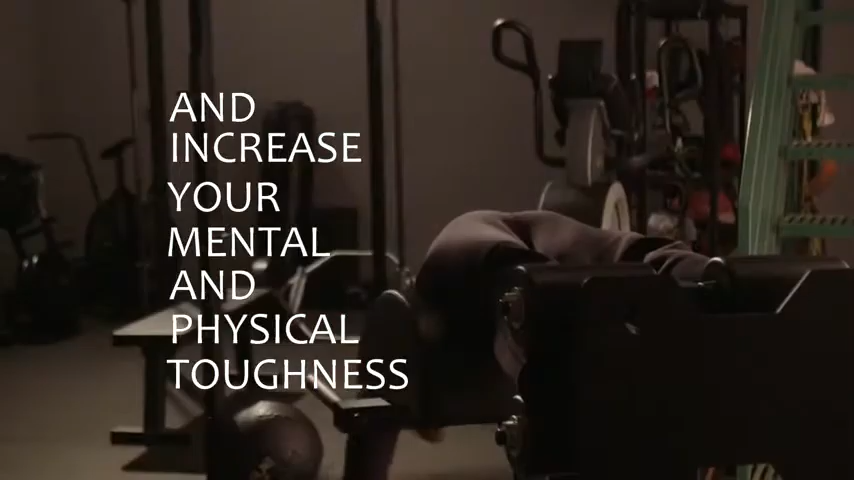 AND
INCREASE
YOUR
MENTAL
AND
PHYSICAL
TOUGHNESS